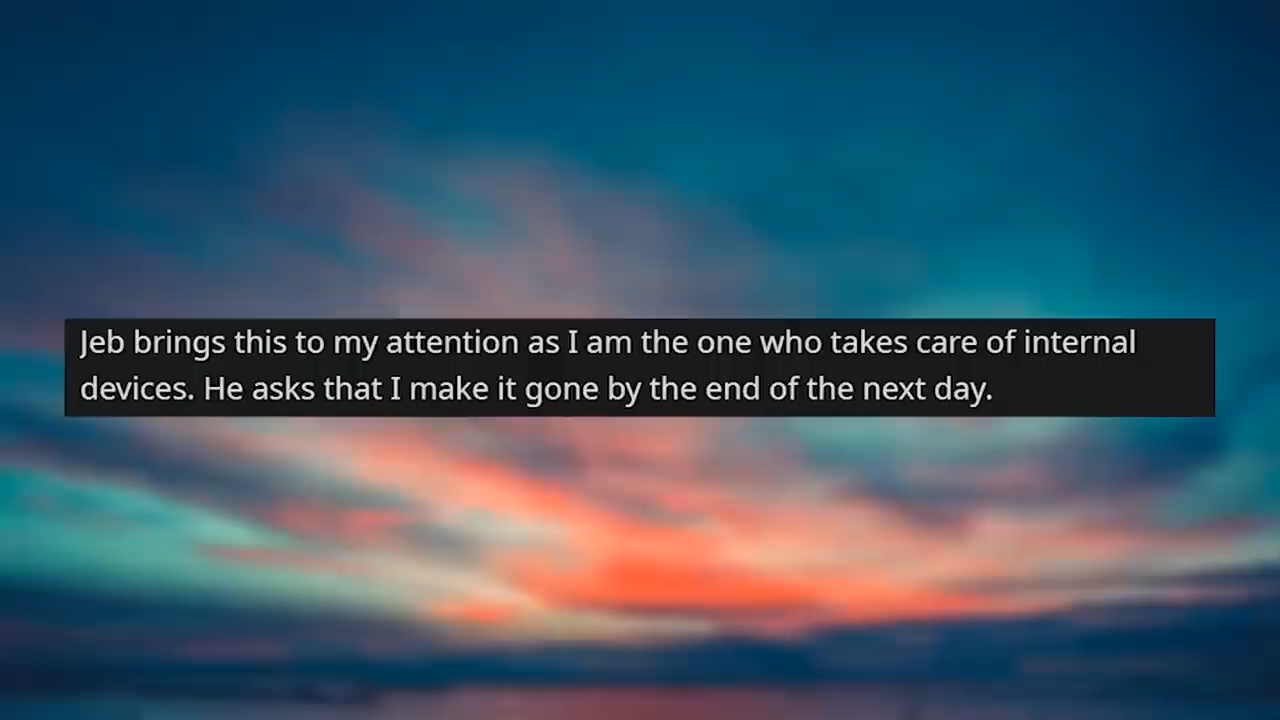 Jeb brings this to my attention as I am the one who takes care of internal
devices. He asks that I make it gone by the end of the next day.